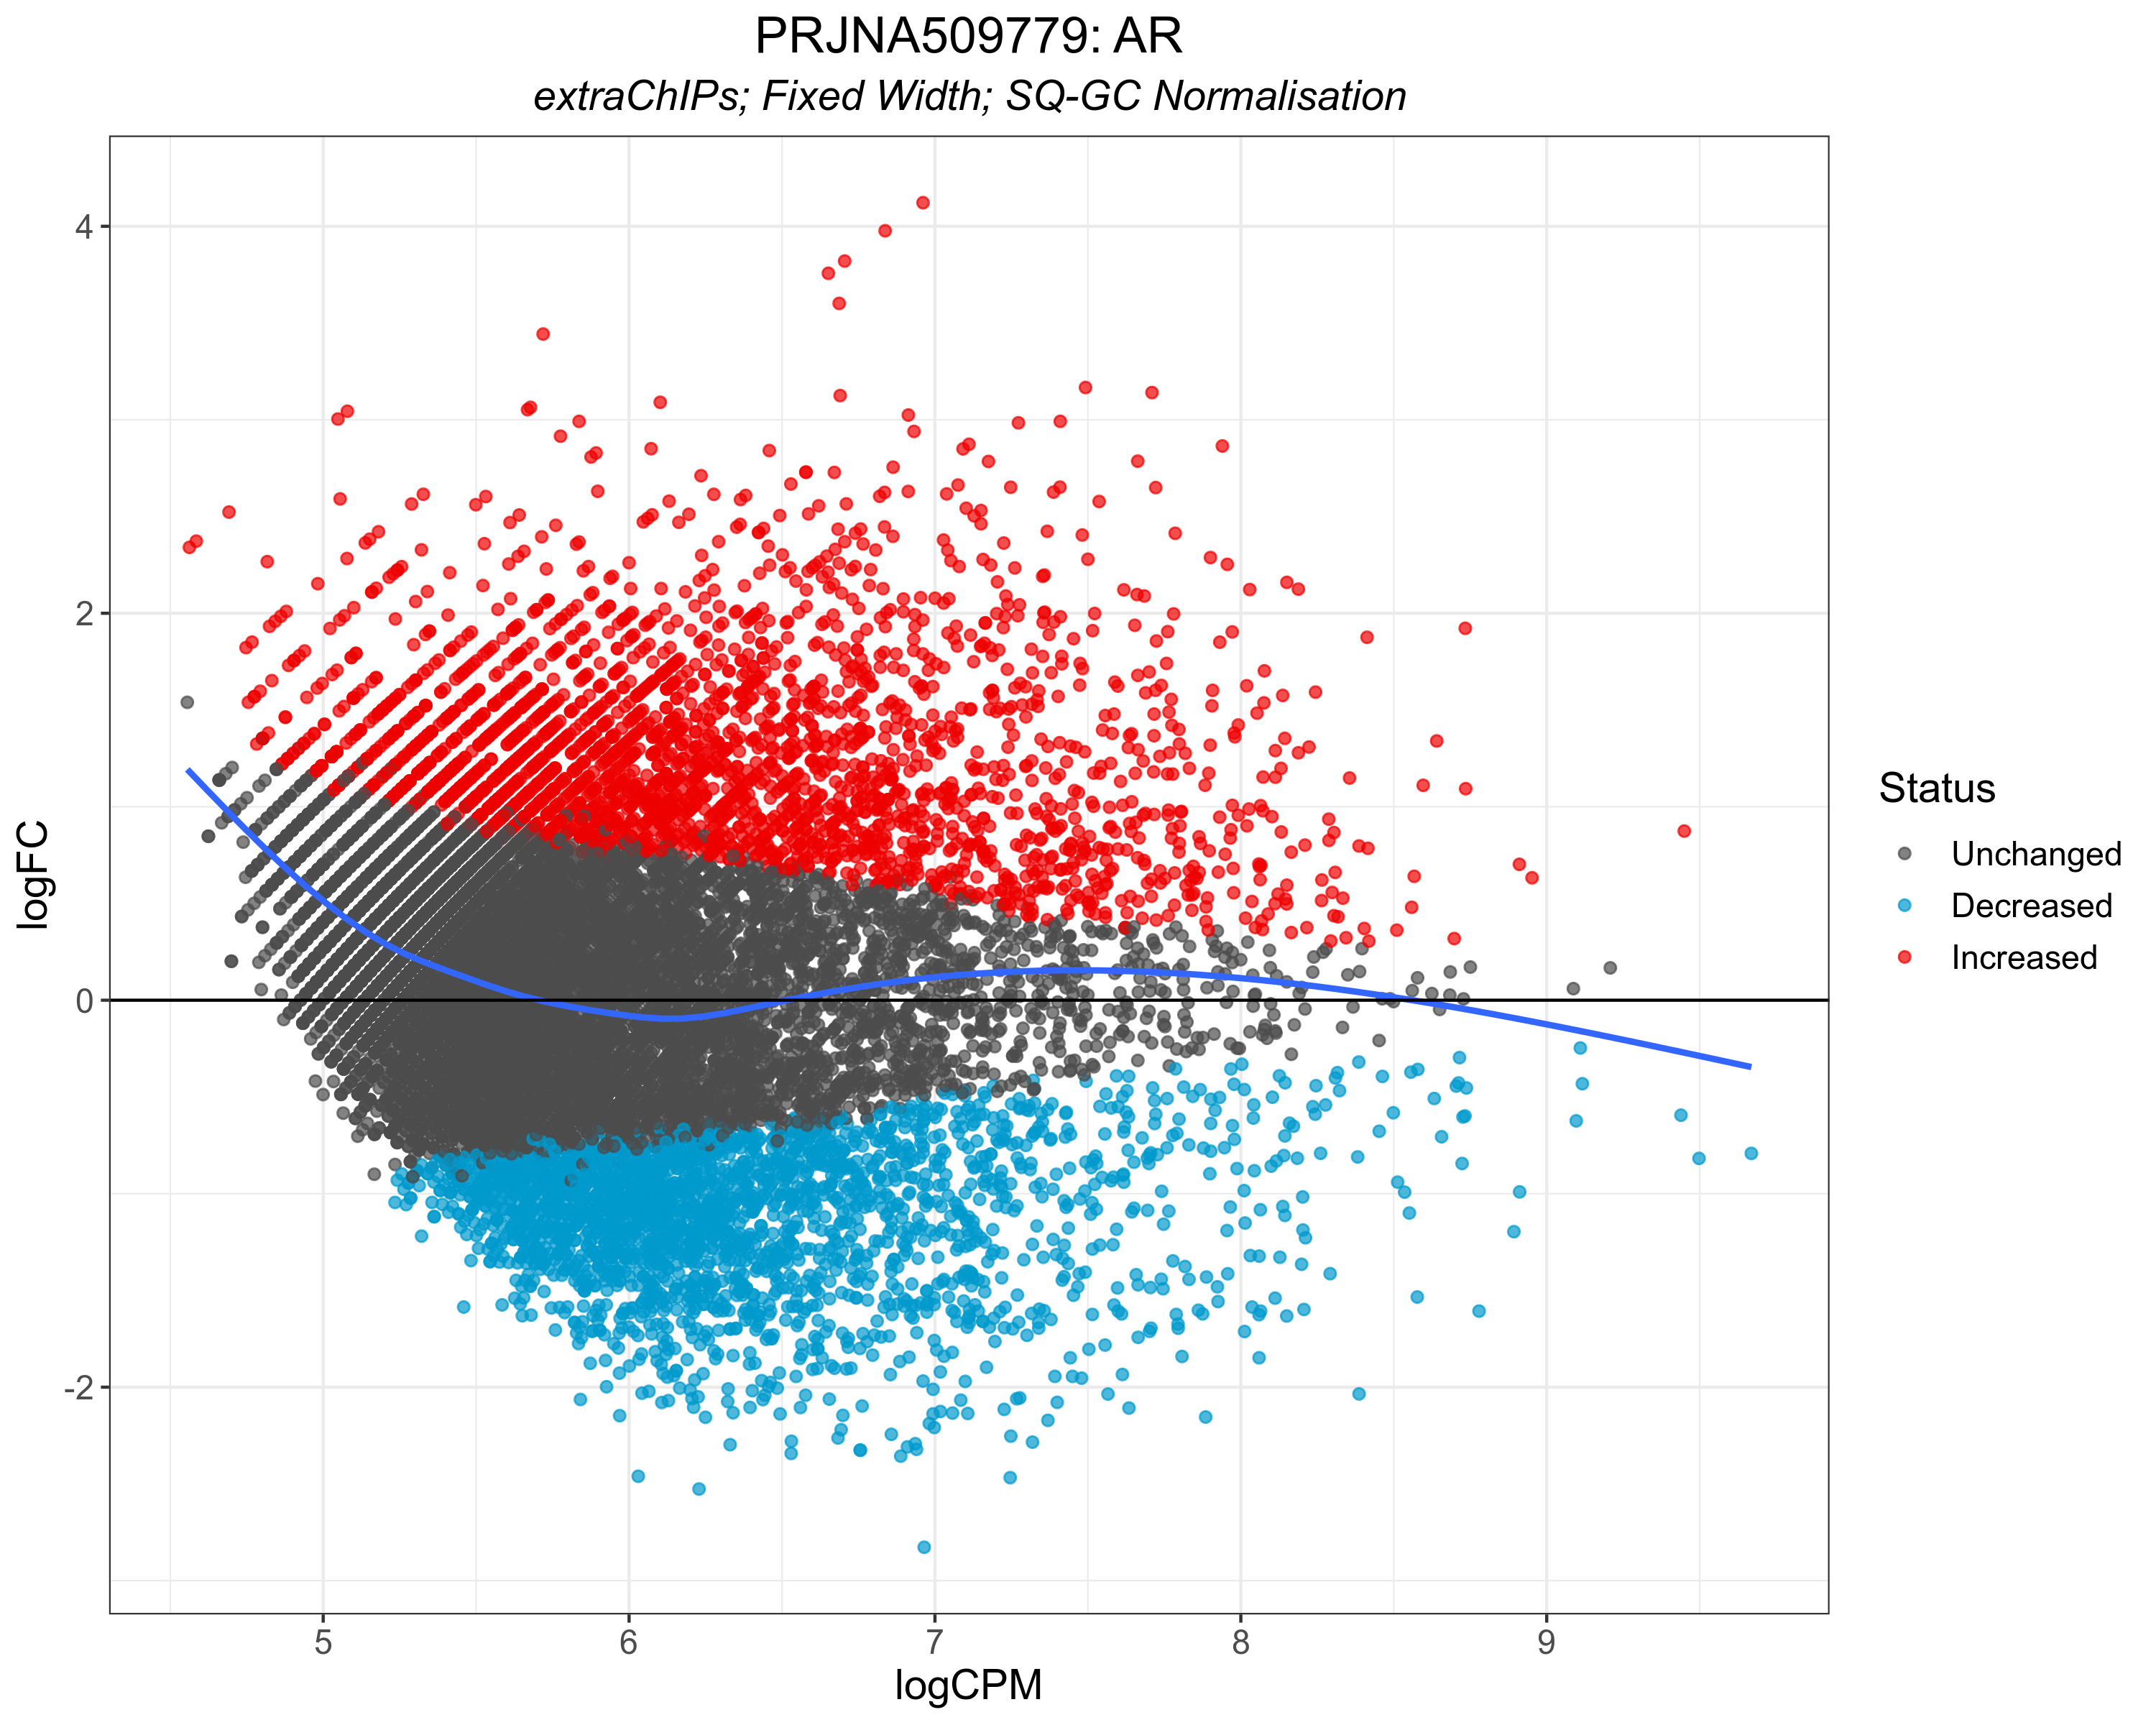 PRJNA509779: AR
extraChIPs; Fixed Width; SQ-GC Normalisation
logFC
4
2
0
-2
5
6
7
8
9
logCPM
Status
Unchanged
Decreased
Increased